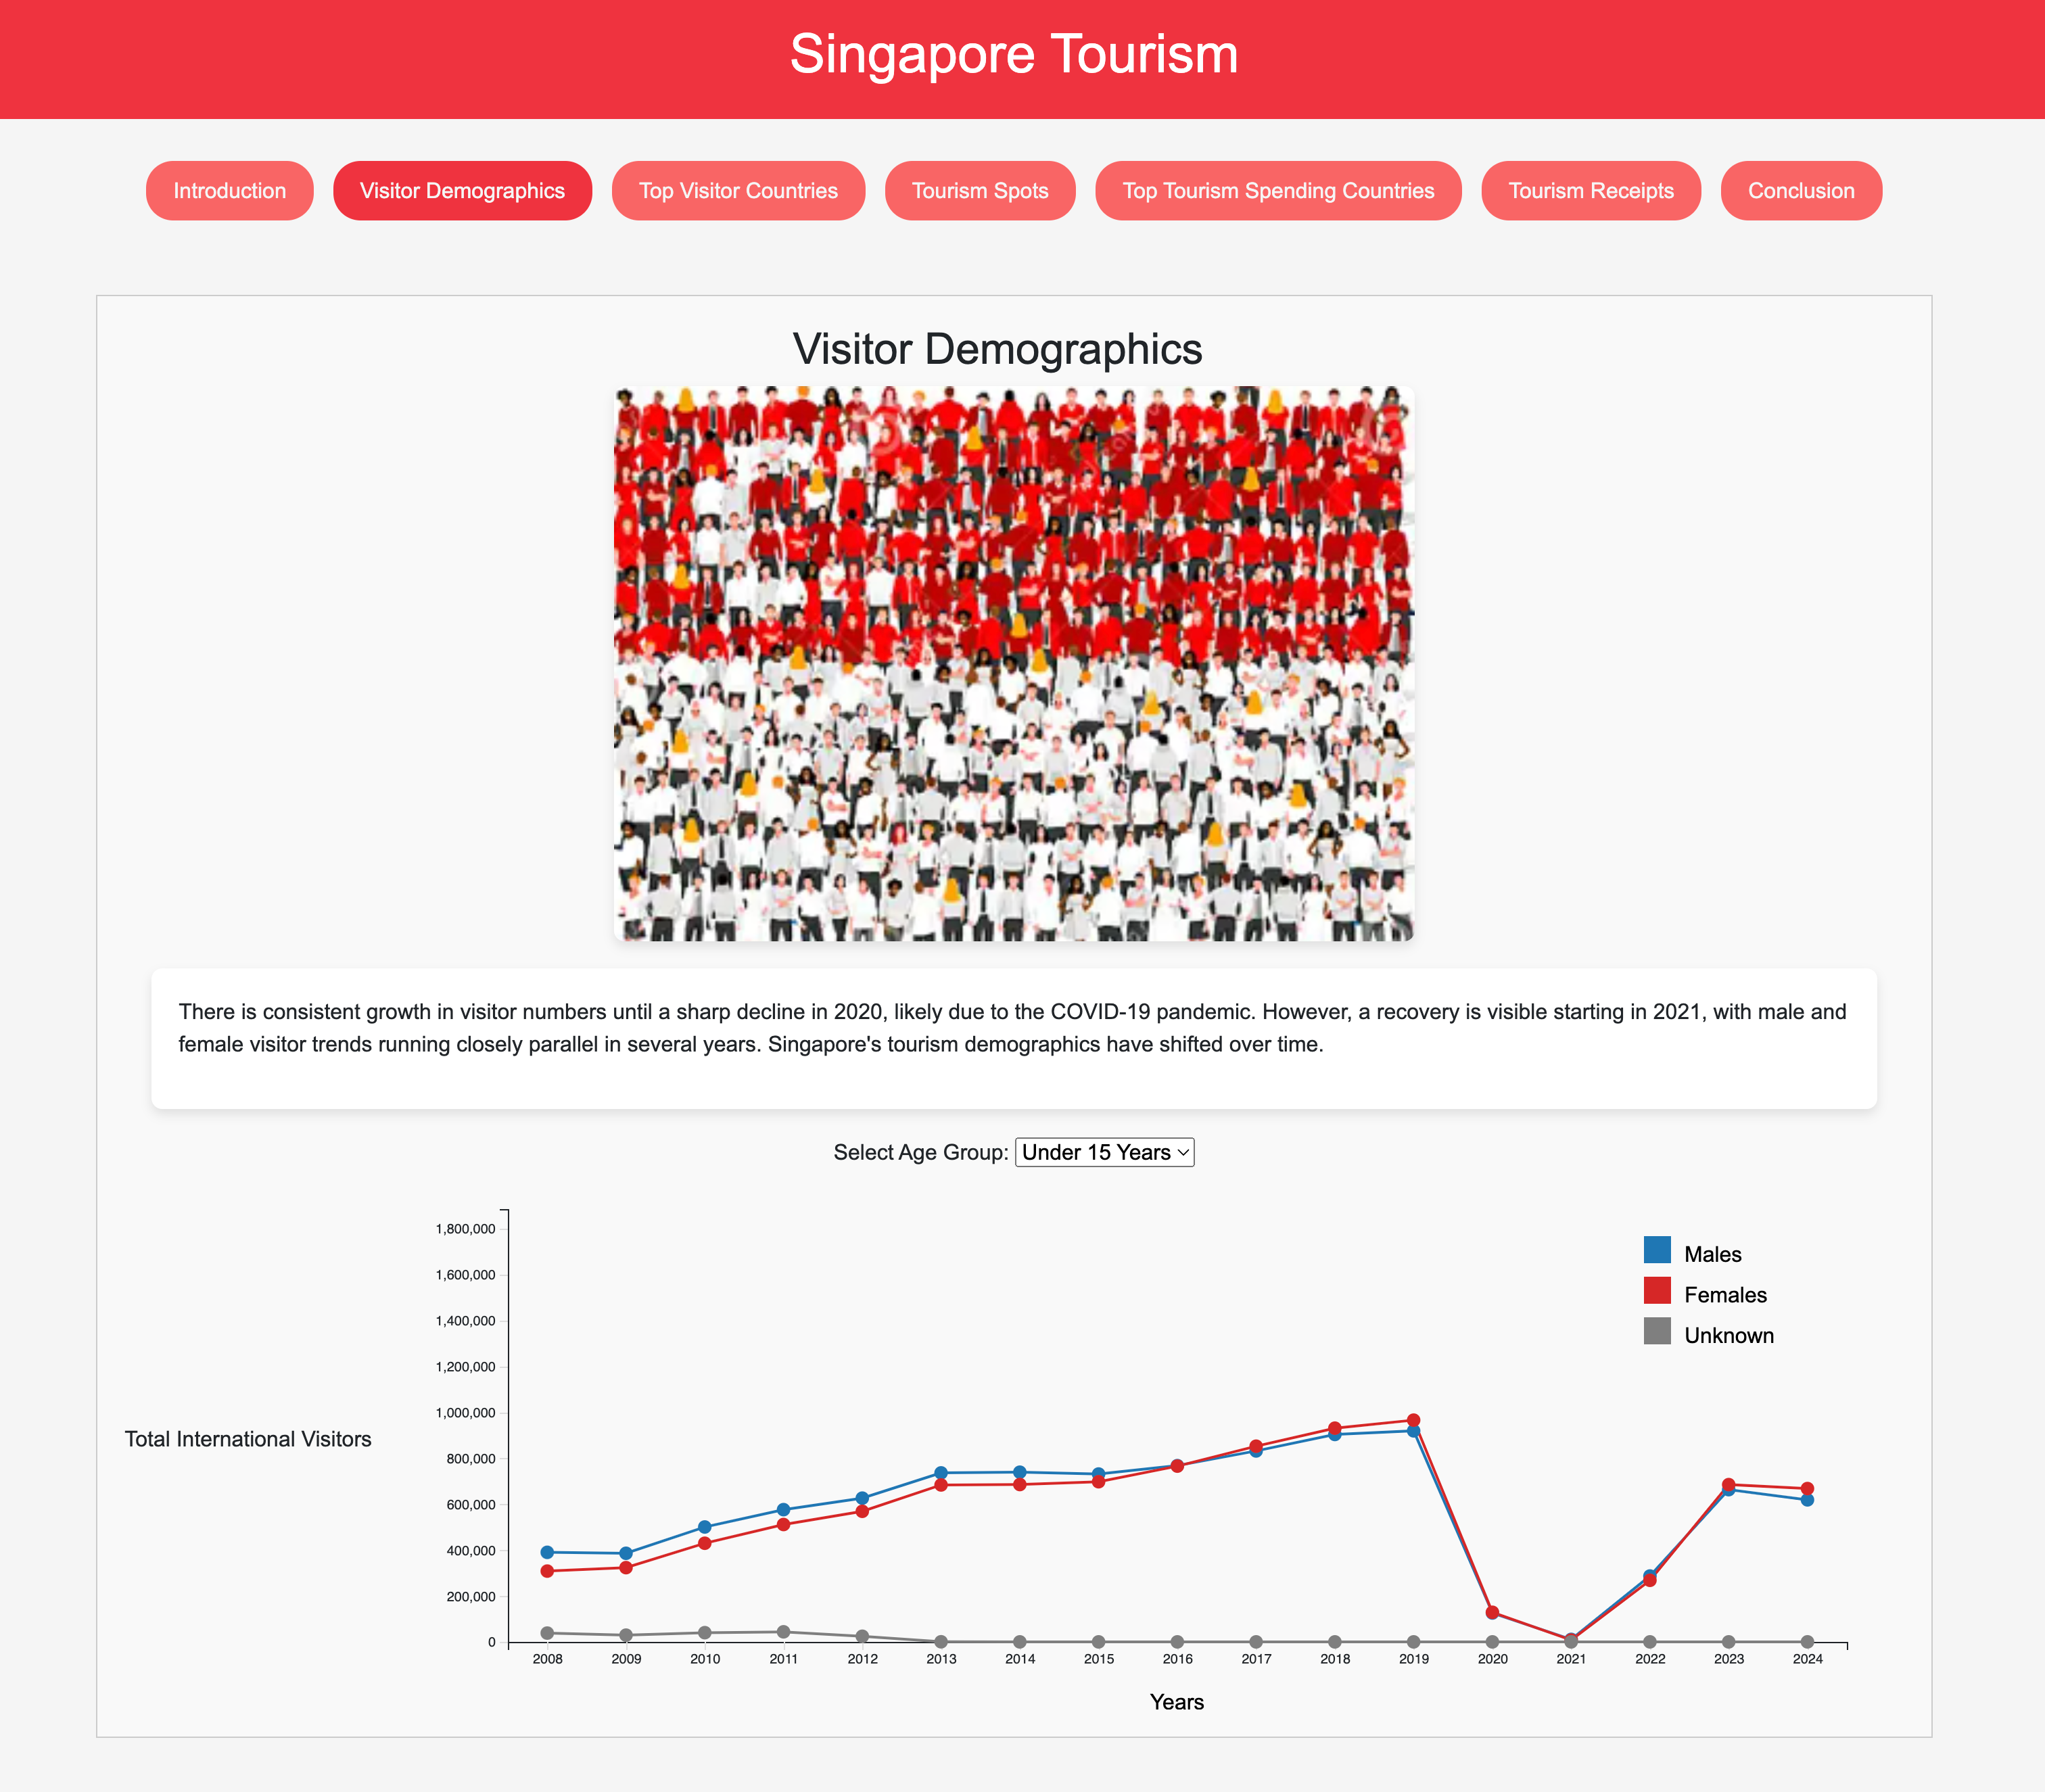 Singapore Tourism
Introduction
Visitor Demographics
Top Visitor Countries
Tourism Spots
Top Tourism Spending Countries
Tourism Receipts
Conclusion
Visitor Demographics
There is consistent growth in visitor numbers until a sharp decline in 2020, likely due to the COVID-19 pandemic. However, a recovery is visible starting in 2021, with male and
female visitor trends running closely parallel in several years. Singapore's tourism demographics have shifted over time.
Select Age Group: Under 15 Years
1,800,000
1,600,000
1,400,000
1,200,000
1,000,000
800,000
600,000
400,000
200,000
0
Total International Visitors
Males
Females
Unknown
2008 2009 2010 2011 2012 2013 2014 2015 2016 2017 2018 2019 2020 2021 2022 2023 2024
Years